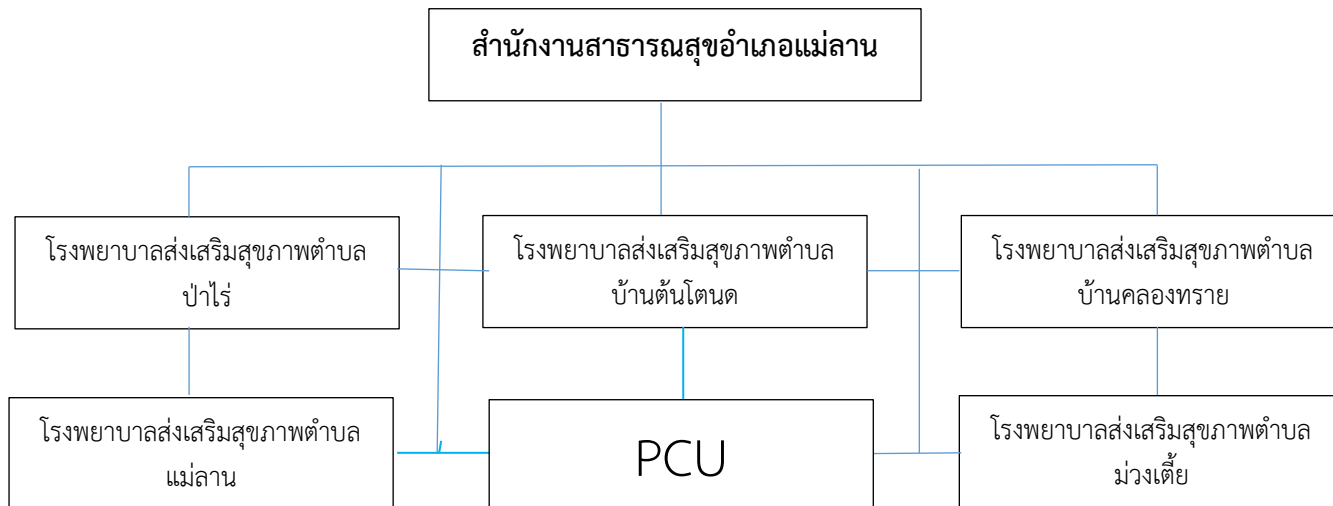 สำนักงานสาธารณสุขอำเภอแม่ลาน
โรงพยาบาลส่งเสริมสุขภาพตำบล
ป่าไร่
โรงพยาบาลส่งเสริมสุขภาพตำบล
บ้านต้นโตนด
โรงพยาบาลส่งเสริมสุขภาพตำบล
บ้านคลองทราย
โรงพยาบาลส่งเสริมสุขภาพตำบล
แม่ลาน
PCU
โรงพยาบาลส่งเสริมสุขภาพตำบล
ม่วงเตี้ย